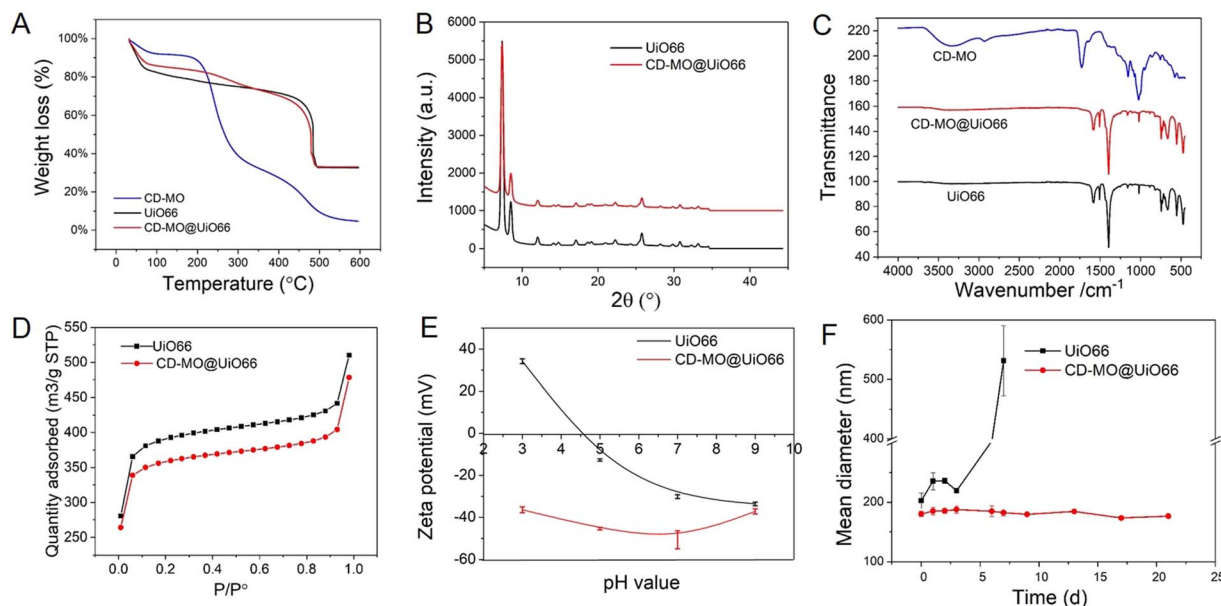 A
Weight loss (%)
100%
80%
60%
40%
20%
0%
CD-MO
UiO66
CD-MO@UiO66
0 100 200 300 400 500 600
Temperature (°C)
B
Intensity (a.u.)
6000
5000
4000
3000
2000
1000
0
UiO66
CD-MO@UiO66
10 20 30 40
2θ (°)
C
Transmittance
240
220
200
180
160
140
120
100
80
60
40
CD-MO
CD-MO@UiO66
UiO66
4000 3500 3000 2500 2000 1500 1000 500
Wavenumber /cm-1
D
Quantity adsorbed (m3/g STP)
550
500
450
400
350
300
250
UiO66
CD-MO@UiO66
0.0 0.2 0.4 0.6 0.8 1.0
P/P°
E
Zeta potential (mV)
40
20
-20
-40
-60
UiO66
CD-MO@UiO66
2 3 4 5 6 7 8 9 10
pH value
F
Mean diameter (nm)
600
500
400
200
100
UiO66
CD-MO@UiO66
0 5 10 15 20 25
Time (d)